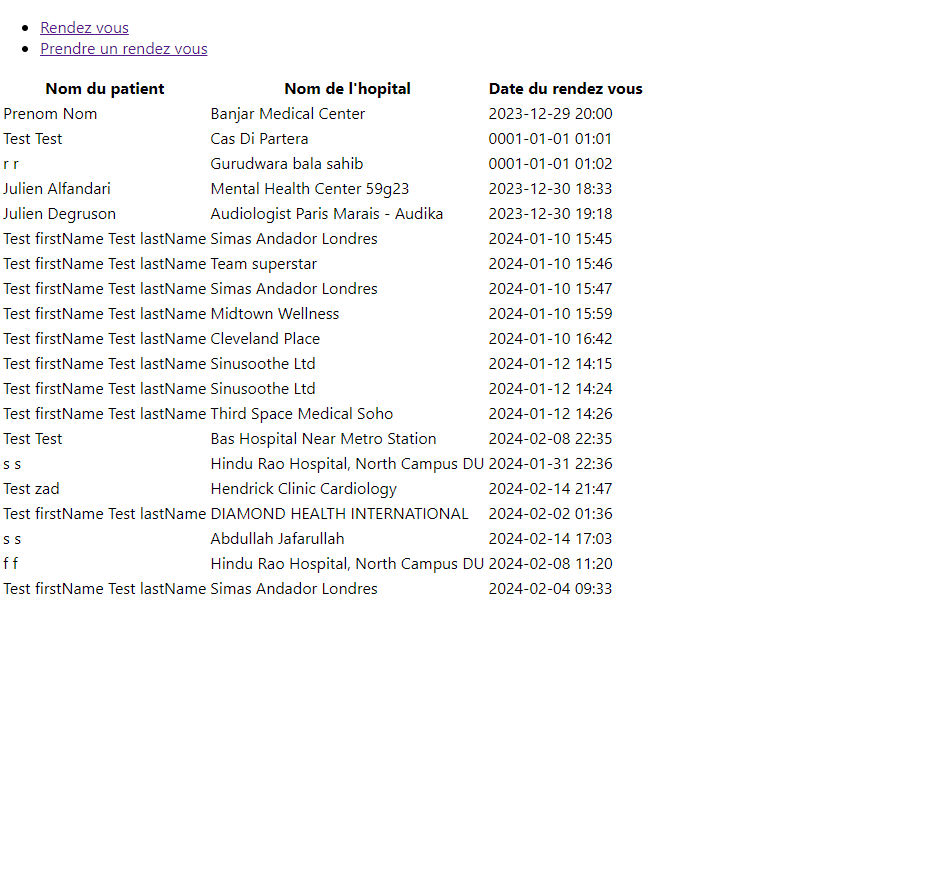 Rendez vous
Prendre un rendez vous
Nom du patient Nom de l'hopital Date du rendez vous
Prenom Nom Banjar Medical Center 2023-12-29 20:00
Test Test Cas Di Partera 0001-01-01 01:01
r r Gurudwara bala sahib 0001-01-01 01:02
Julien Alfandari Mental Health Center 59g23 2023-12-30 18:33
Julien Degruson Audiologist Paris Marais - Audika 2023-12-30 19:18
Test firstName Test lastName Simas Andador Londres 2024-01-10 15:45
Test firstName Test lastName Team superstar 2024-01-10 15:46
Test firstName Test lastName Simas Andador Londres 2024-01-10 15:47
Test firstName Test lastName Midtown Wellness 2024-01-10 15:59
Test firstName Test lastName Cleveland Place 2024-01-10 16:42
Test firstName Test lastName Sinusoothe Ltd 2024-01-12 14:15
Test firstName Test lastName Sinusoothe Ltd 2024-01-12 14:24
Test firstName Test lastName Third Space Medical Soho 2024-01-12 14:26
Test Test Bas Hospital Near Metro Station 2024-02-08 22:35
s s Hindu Rao Hospital, North Campus DU 2024-01-31 22:36
Test zad Hendrick Clinic Cardiology 2024-02-14 21:47
Test firstName Test lastName DIAMOND HEALTH INTERNATIONAL 2024-02-02 01:36
s s Abdullah Jafarullah 2024-02-14 17:03
f f Hindu Rao Hospital, North Campus DU 2024-02-08 11:20
Test firstName Test lastName Simas Andador Londres 2024-02-04 09:33